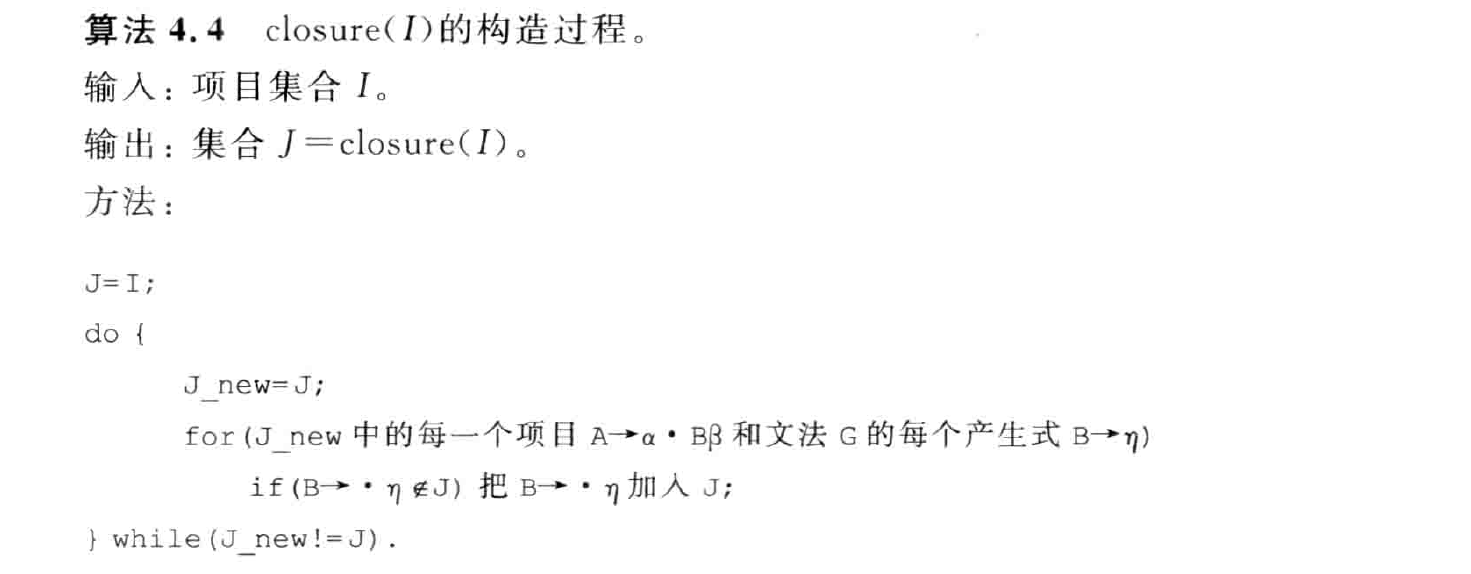 算法 4.4 closure(I)的构造过程。
输入：项目集合 I。
输出：集合 J=closure(I)。
方法：
J=I;
do {
J_new=J;
for(J_new 中的每一个项目 A→α·Bβ 和文法 G 的每个产生式 B→η)
if(B→·η∉J) 把 B→·η加入 J;
} while(J_new!=J).